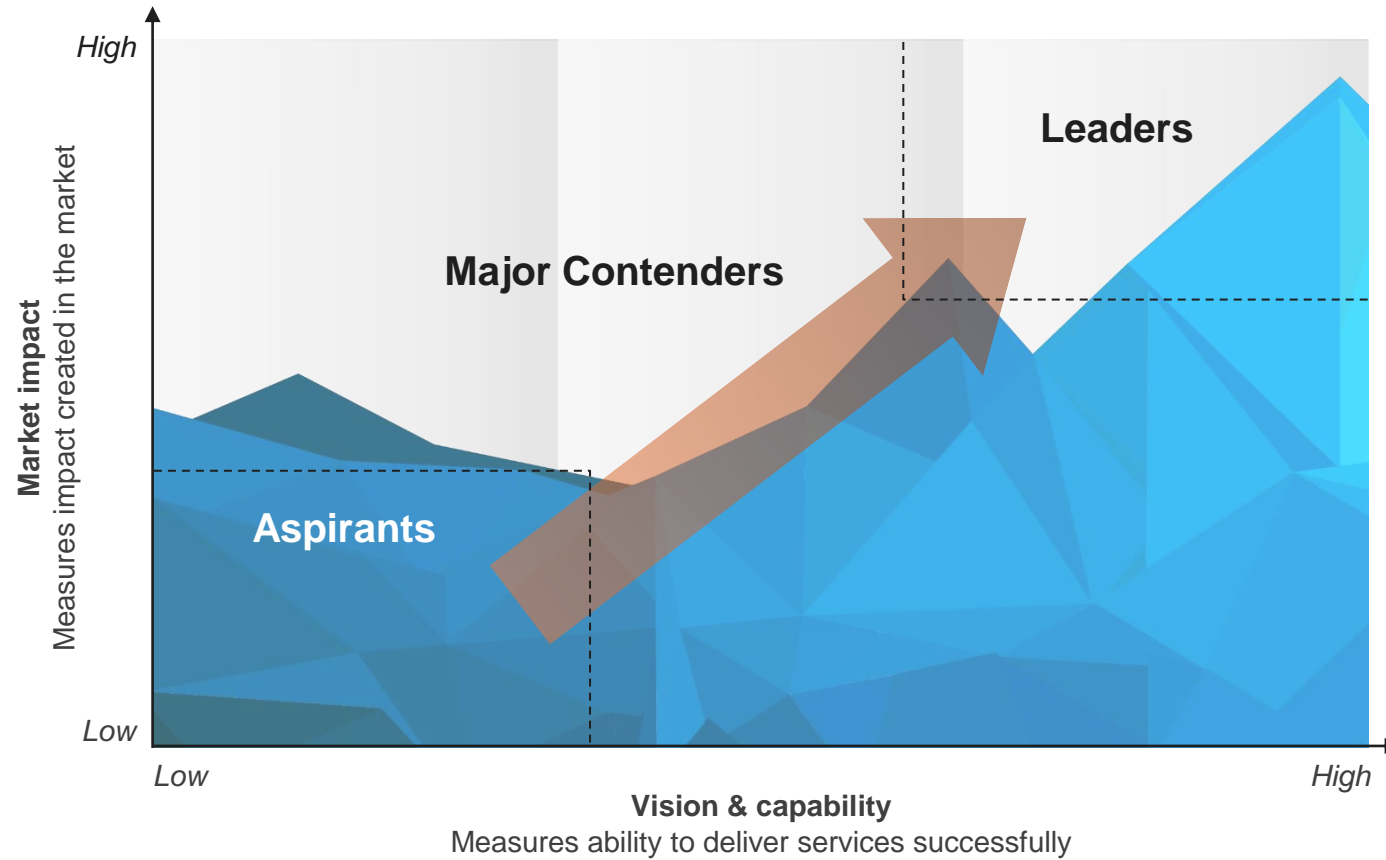 High
Leaders
Major Contenders
Market impact
Measures impact created in the market
Aspirants
Low
Low
High
Vision & capability
Measures ability to deliver services successfully